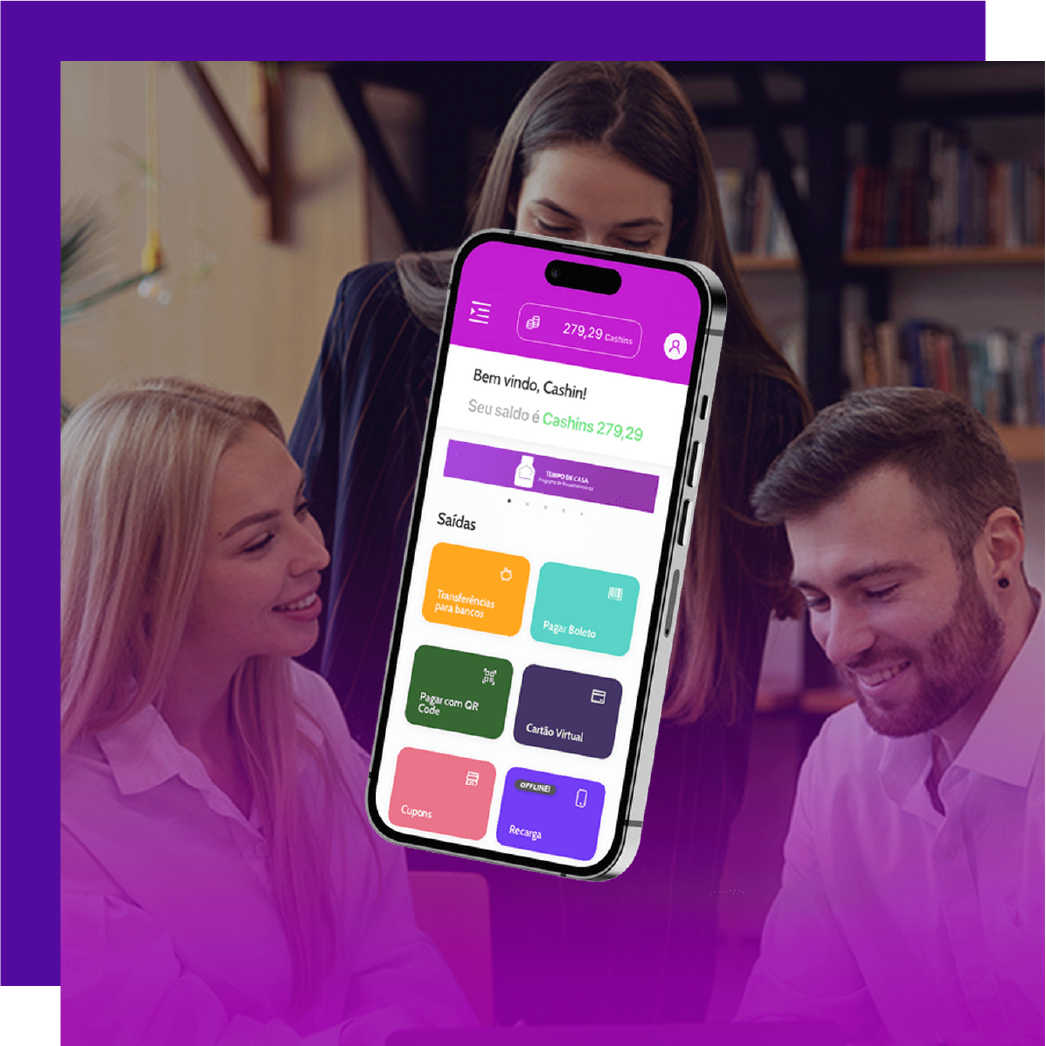 279,29 Cashins
Bem vindo, Cashin!
Seu saldo é Cashins 279,29
TEMPO DE CASA
Saídas
Transferências
para bancos
Pagar Boleto
Pagar com QR
Code
Cartão Virtual
Cupons
OFFLINE!
Recarga